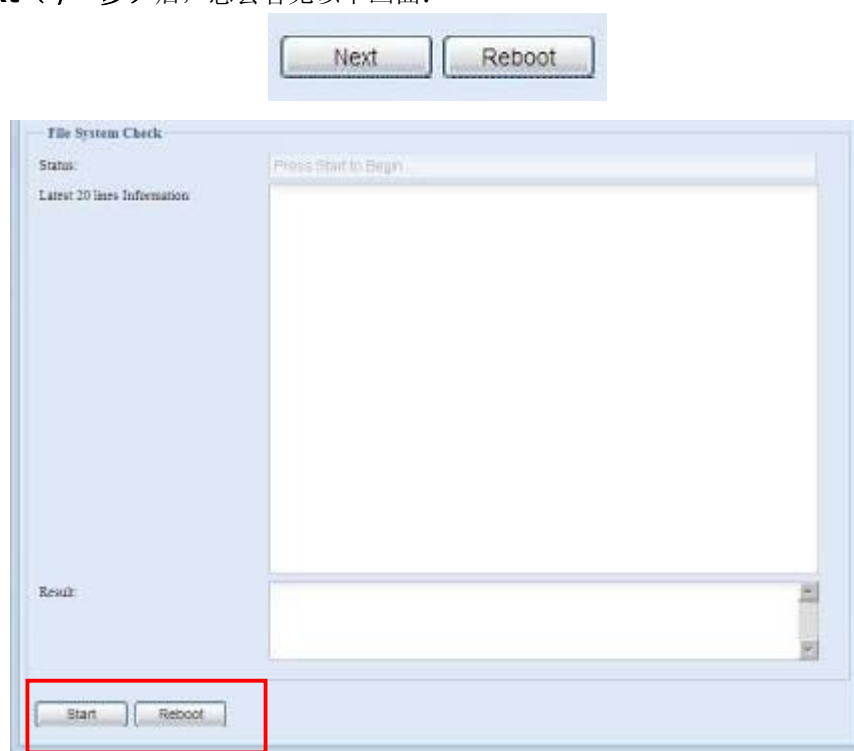 Next Reboot
File System Check
Status: Press Start to Begin
Latest 20 lines Information
Result:
Start Reboot